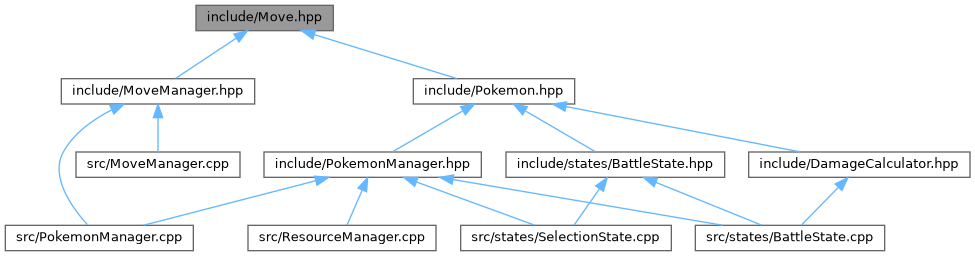 include/Move.hpp
include/MoveManager.hpp
include/Pokemon.hpp
src/MoveManager.cpp
include/PokemonManager.hpp
include/states/BattleState.hpp
include/DamageCalculator.hpp
src/PokemonManager.cpp
src/ResourceManager.cpp
src/states/SelectionState.cpp
src/states/BattleState.cpp